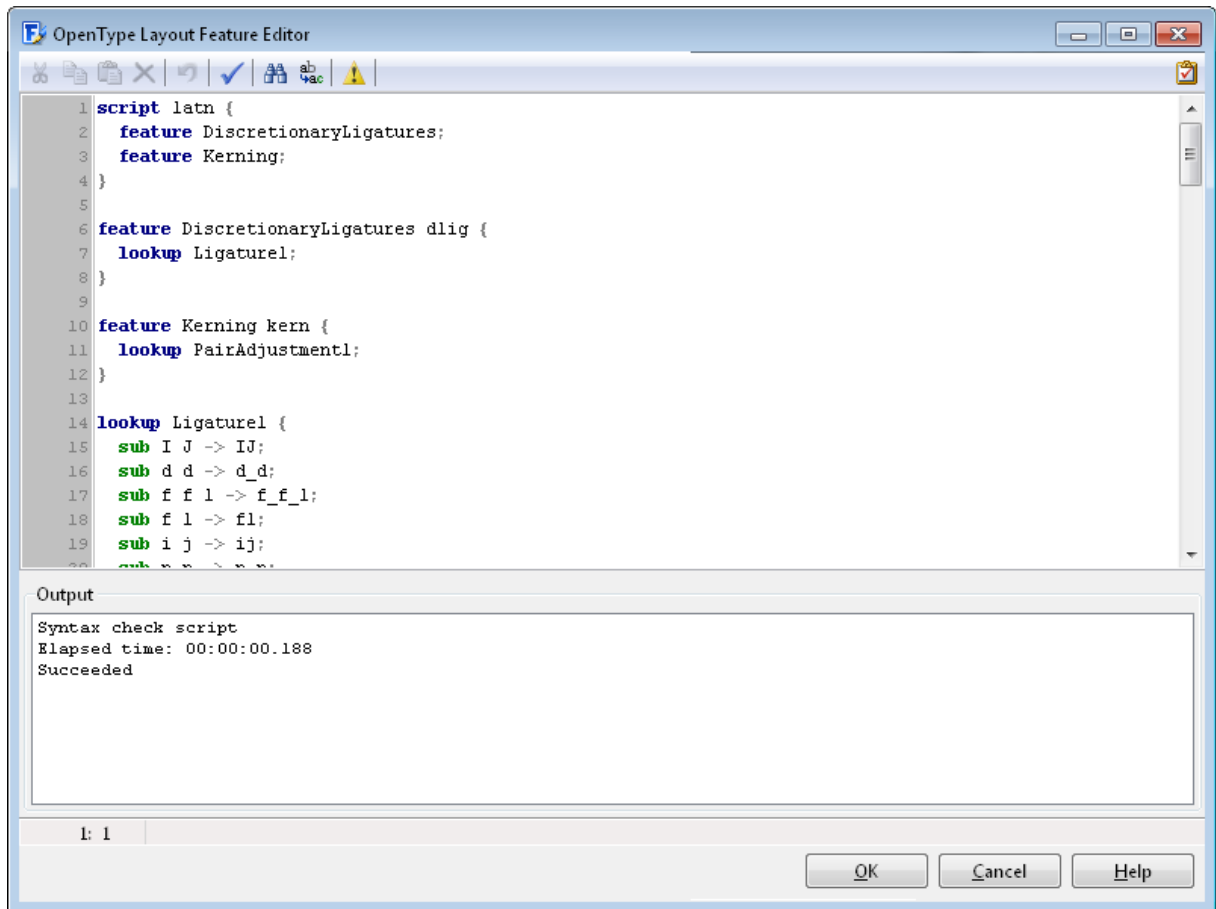 OpenType Layout Feature Editor
1 script latn {
2 feature DiscretionaryLigatures;
3 feature Kerning;
4 }
5
6 feature DiscretionaryLigatures dlig {
7 lookup Ligature1;
8 }
9
10 feature Kerning kern {
11 lookup PairAdjustment1;
12 }
13
14 lookup Ligature1 {
15 sub I J -> IJ;
16 sub d d -> d_d;
17 sub f f l -> f_f_l;
18 sub f l -> fl;
19 sub i j -> ij;
Output
Syntax check script
Elapsed time: 00:00:00.188
Succeeded
1: 1
OK Cancel Help